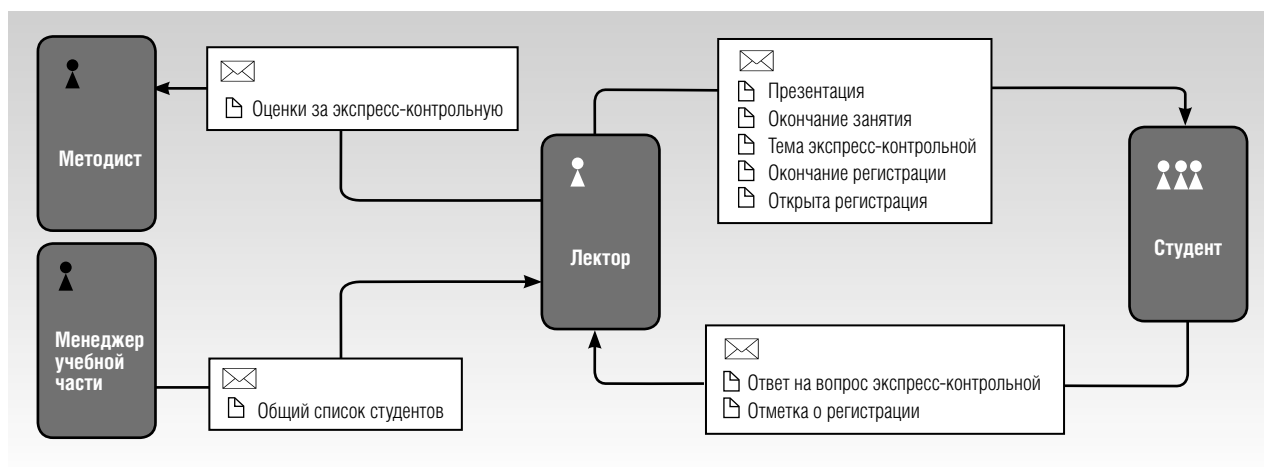 Методист
Оценки за экспресс-контрольную
Менеджер
учебной
части
Общий список студентов
Лектор
Презентация
Окончание занятия
Тема экспресс-контрольной
Окончание регистрации
Открыта регистрация
Студент
Ответ на вопрос экспресс-контрольной
Отметка о регистрации